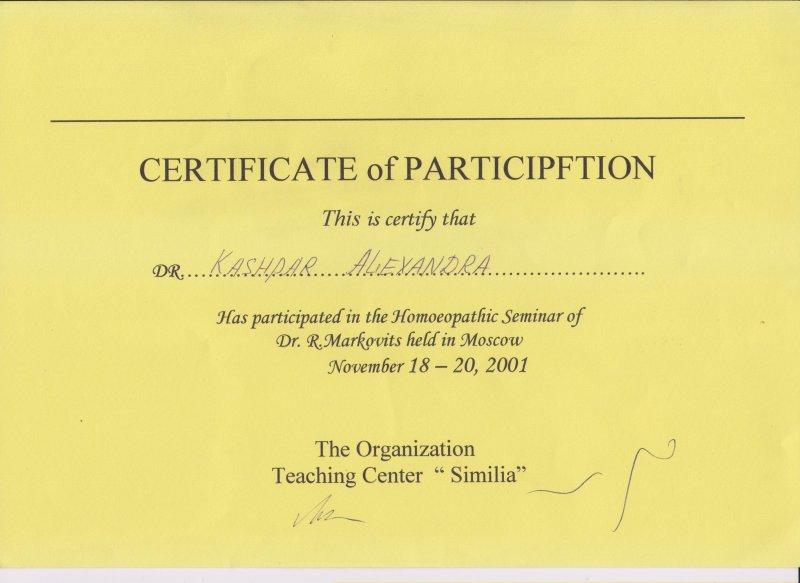 CERTIFICATE of PARTICIPFTION
This is certify that
DR....KASHPAR ALEXANDRA......................
Has participated in the Homoeopathic Seminar of
Dr. R.Markovits held in Moscow
November 18 – 20, 2001
The Organization
Teaching Center “ Similia”